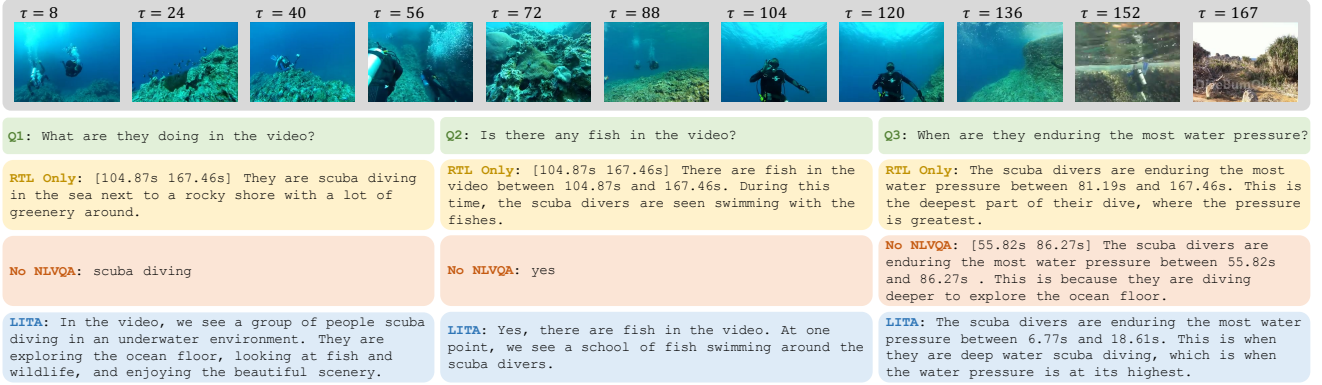 τ = 8 τ = 24 τ = 40 τ = 56 τ = 72 τ = 88 τ = 104 τ = 120 τ = 136 τ = 152 τ = 167
Q1: What are they doing in the video?
RTL Only: [104.87s 167.46s] They are scuba diving
in the sea next to a rocky shore with a lot of
greenery around.
No NLVQA: scuba diving
LITA: In the video, we see a group of people scuba
diving in an underwater environment. They are
exploring the ocean floor, looking at fish and
wildlife, and enjoying the beautiful scenery.
Q2: Is there any fish in the video?
RTL Only: [104.87s 167.46s] There are fish in the
video between 104.87s and 167.46s. During this
time, the scuba divers are seen swimming with the
fishes.
No NLVQA: yes
LITA: Yes, there are fish in the video. At one
point, we see a school of fish swimming around the
scuba divers.
Q3: When are they enduring the most water pressure?
RTL Only: The scuba divers are enduring the most
water pressure between 81.19s and 167.46s. This is
the deepest part of their dive, where the pressure
is greatest.
No NLVQA: [55.82s 86.27s] The scuba divers are
enduring the most water pressure between 55.82s
and 86.27s . This is because they are diving
deeper to explore the ocean floor.
LITA: The scuba divers are enduring the most water
pressure between 6.77s and 18.61s. This is when
they are deep water scuba diving, which is when
the water pressure is at its highest.